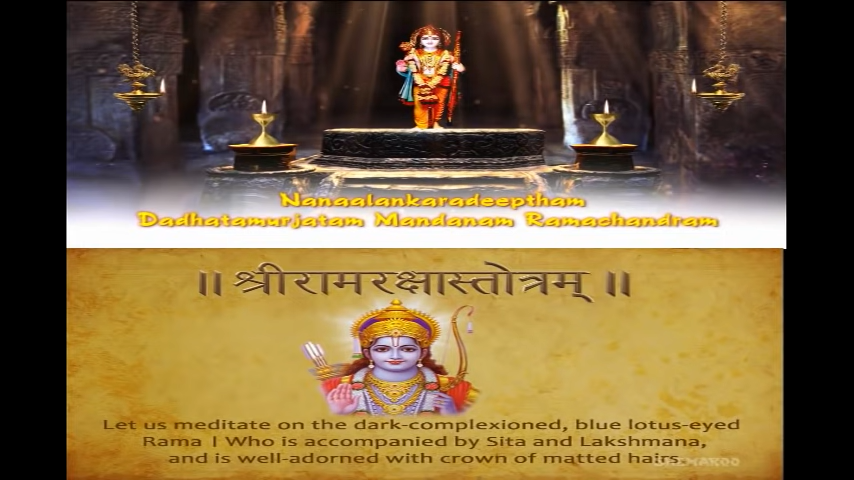 Nanaalankaradeeptham
Dadhatamurjatam Mandanam Ramachandram
॥ श्रीरामरक्षास्तोत्रम् ॥
Let us meditate on the dark-complexioned, blue lotus-eyed
Rama | Who is accompanied by Sita and Lakshmana,
and is well-adorned with crown of matted hairs.
SHEMAROO